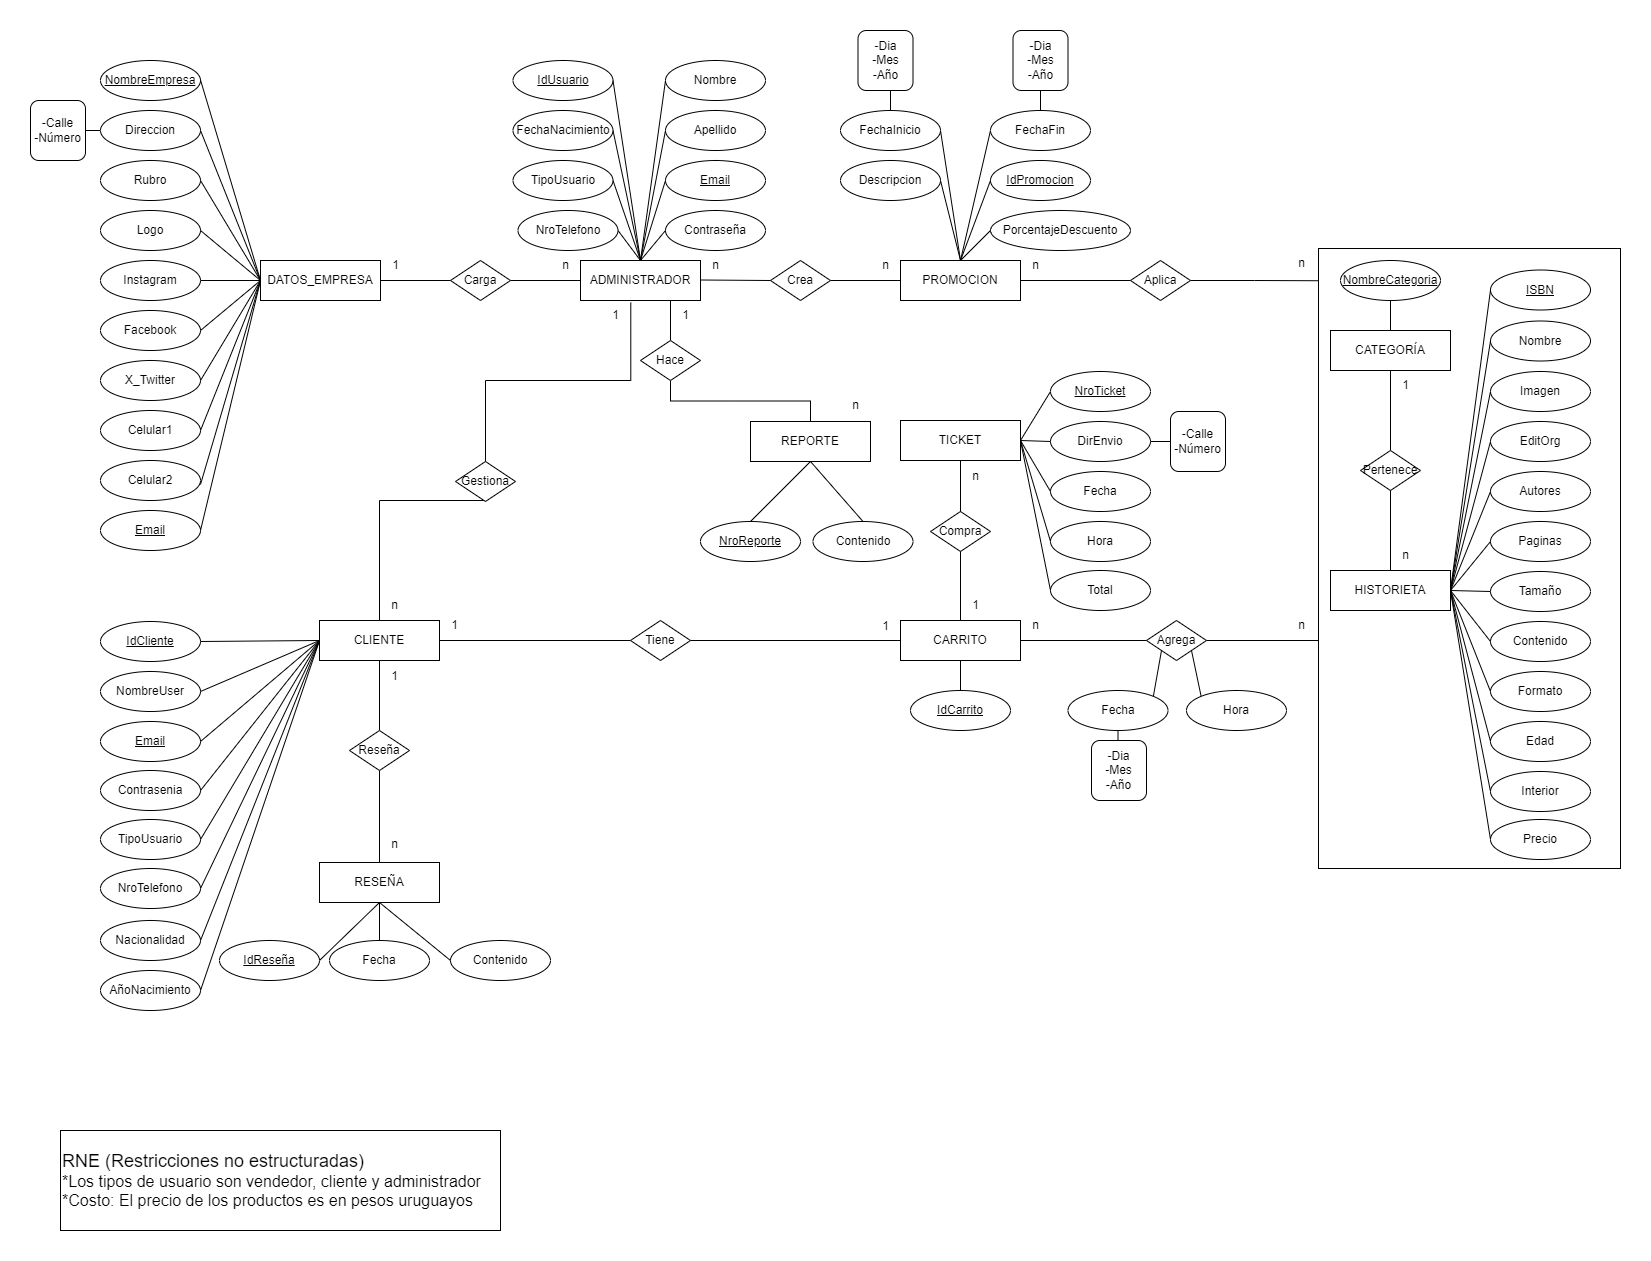 NombreEmpresa
-Calle
-Número
Direccion
Rubro
Logo
Instagram
Facebook
X_Twitter
Celular1
Celular2
Email
DATOS_EMPRESA
1
Carga
n
IdUsuario
FechaNacimiento
TipoUsuario
NroTelefono
Nombre
Apellido
Email
Contraseña
ADMINISTRADOR
n
Crea
n
1
1
Hace
n
REPORTE
NroReporte
Contenido
Gestiona
n
-Dia
-Mes
-Año
-Dia
-Mes
-Año
FechaInicio
Descripcion
FechaFin
IdPromocion
PorcentajeDescuento
PROMOCION
n
Aplica
n
NombreCategoria
CATEGORÍA
1
Pertenece
n
HISTORIETA
ISBN
Nombre
Imagen
EditOrg
Autores
Paginas
Tamaño
Contenido
Formato
Edad
Interior
Precio
TICKET
NroTicket
DirEnvio
-Calle
-Número
Fecha
Hora
Total
n
Compra
1
CARRITO
IdCarrito
n
Agrega
n
Fecha
Hora
-Dia
-Mes
-Año
CLIENTE
1
Tiene
1
IdCliente
NombreUser
Email
Contrasenia
TipoUsuario
NroTelefono
Nacionalidad
AñoNacimiento
1
Reseña
n
RESEÑA
IdReseña
Fecha
Contenido
RNE (Restricciones no estructuradas)
*Los tipos de usuario son vendedor, cliente y administrador
*Costo: El precio de los productos es en pesos uruguayos